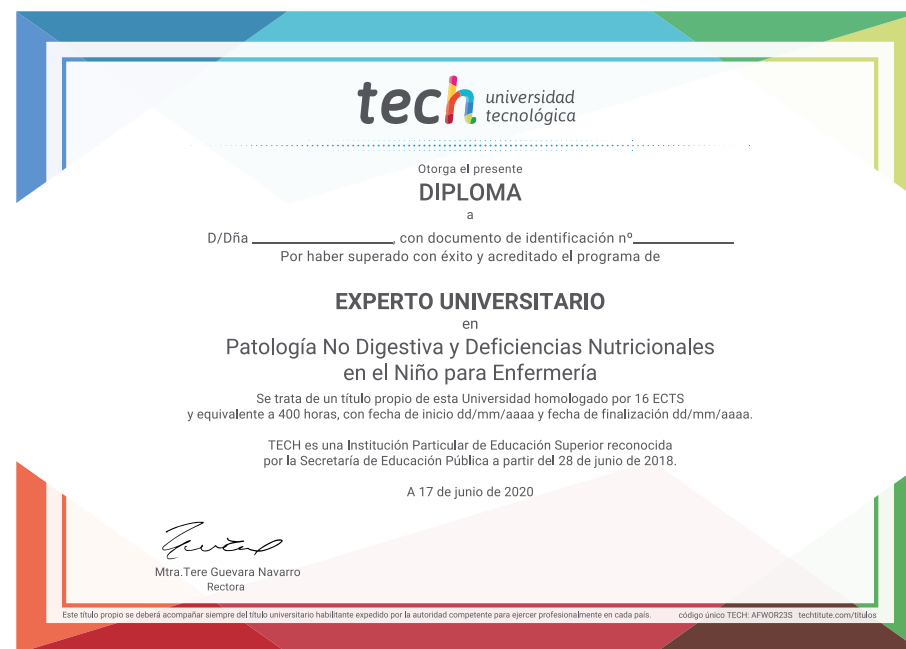 tech universidad
tecnológica
Otorga el presente
DIPLOMA
a
D/Dña ____________________, con documento de identificación nº______________
Por haber superado con éxito y acreditado el programa de
EXPERTO UNIVERSITARIO
en
Patología No Digestiva y Deficiencias Nutricionales
en el Niño para Enfermería
Se trata de un título propio de esta Universidad homologado por 16 ECTS
y equivalente a 400 horas, con fecha de inicio dd/mm/aaaa y fecha de finalización dd/mm/aaaa.
TECH es una Institución Particular de Educación Superior reconocida
por la Secretaría de Educación Pública a partir del 28 de junio de 2018.
A 17 de junio de 2020
Mtra.Tere Guevara Navarro
Rectora
Este título propio se deberá acompañar siempre del título universitario habilitante expedido por la autoridad competente para ejercer profesionalmente en cada país. código único TECH: AFWOR23S techtitute.com/titulos